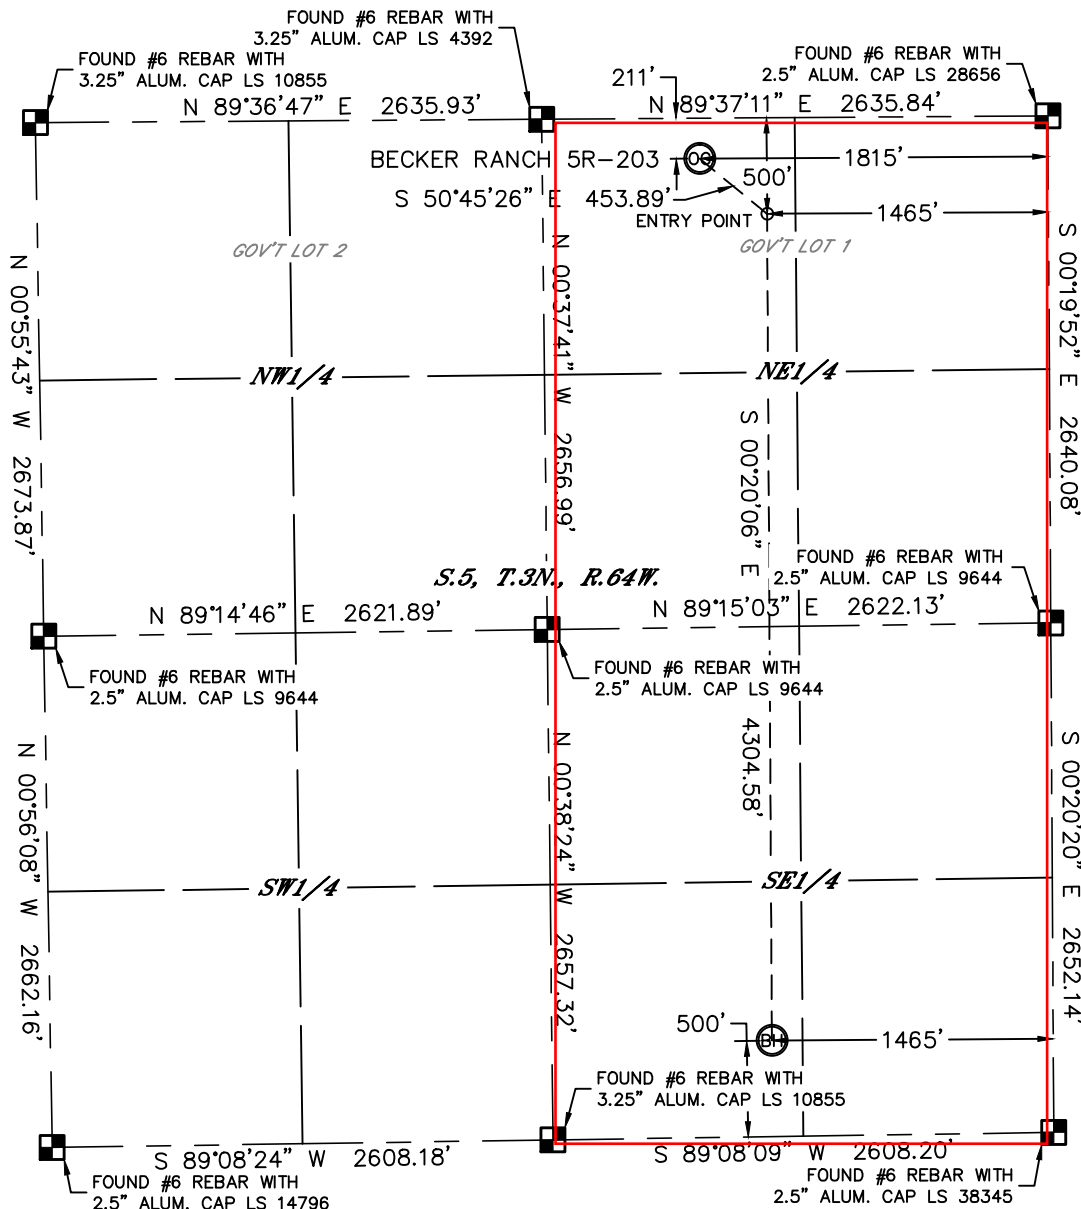 FOUND #6 REBAR WITH
3.25" ALUM. CAP LS 4392
FOUND #6 REBAR WITH
3.25" ALUM. CAP LS 10855
FOUND #6 REBAR WITH
2.5" ALUM. CAP LS 28656
211'
N 89°36'47" E 2635.93'
N 89°37'11" E 2635.84'
BECKER RANCH 5R-203
OG
1815'
500'
S 50°45'26" E 453.89'
ENTRY POINT
1465'
GOV'T LOT 2
GOV'T LOT 1
N 00°55'43" W 2673.87'
N 00°37'41" W 2656.99'
S 00°19'52" E 2640.08'
NW1/4
NE1/4
S 00°20'06" E 4304.58'
S.5, T.3N., R.64W.
FOUND #6 REBAR WITH
2.5" ALUM. CAP LS 9644
N 89°14'46" E 2621.89'
N 89°15'03" E 2622.13'
FOUND #6 REBAR WITH
2.5" ALUM. CAP LS 9644
FOUND #6 REBAR WITH
2.5" ALUM. CAP LS 9644
N 00°56'08" W 2662.16'
N 00°38'24" W 2657.32'
S 00°20'20" E 2652.14'
SW1/4
SE1/4
500'
BH
1465'
FOUND #6 REBAR WITH
3.25" ALUM. CAP LS 10855
S 89°08'24" W 2608.18'
S 89°08'09" W 2608.20'
FOUND #6 REBAR WITH
2.5" ALUM. CAP LS 14796
FOUND #6 REBAR WITH
2.5" ALUM. CAP LS 38345